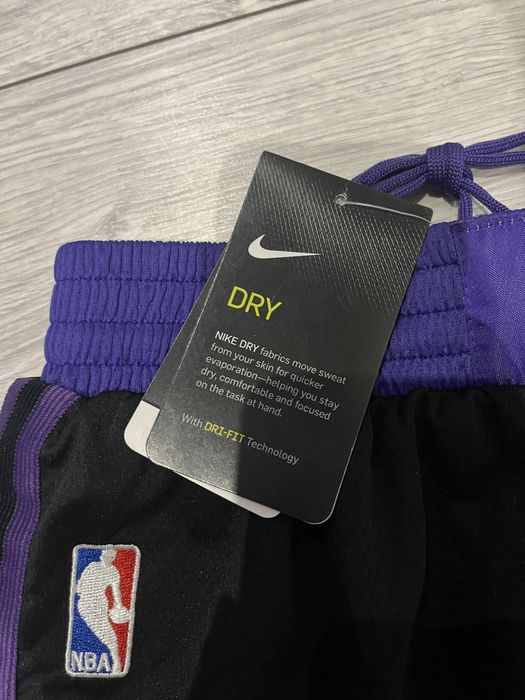 DRY
NIKE DRY fabrics move sweat
from your skin for quicker
evaporation—helping you stay
dry, comfortable and focused
on the task at hand.
With DRI-FIT Technology
NBA